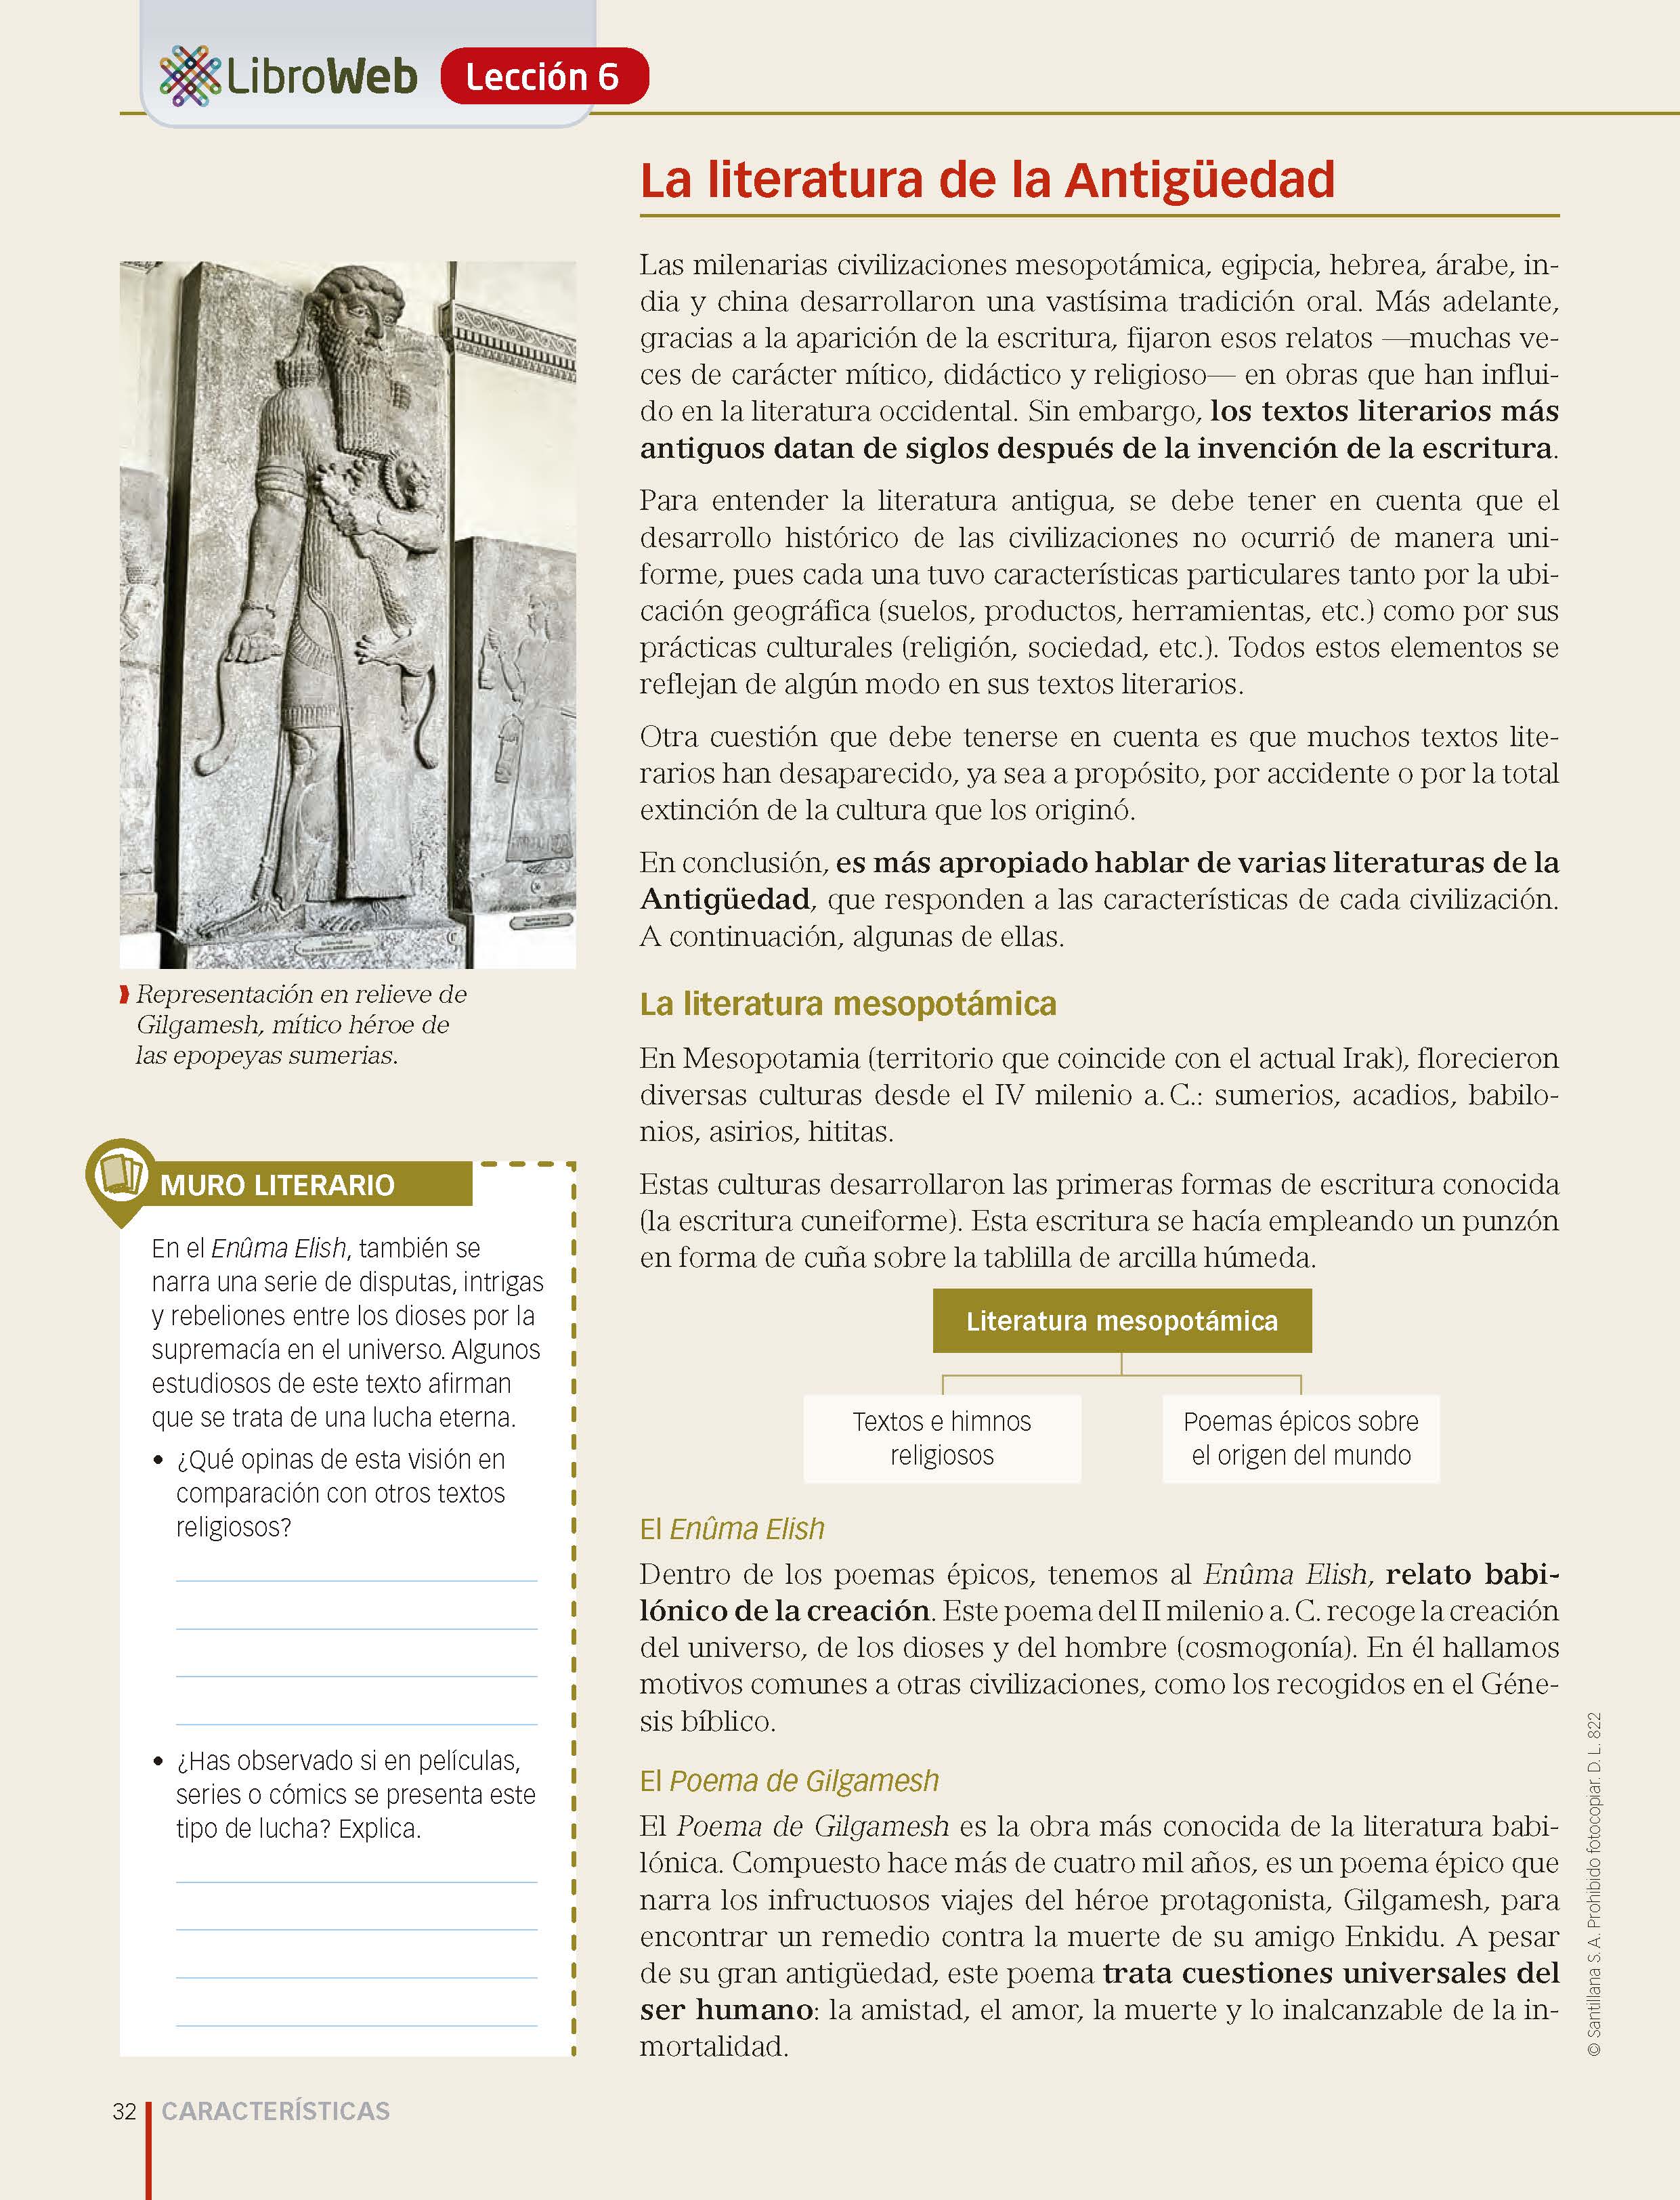 LibroWeb
Lección 6
La literatura de la Antigüedad
Las milenarias civilizaciones mesopotámica, egipcia, hebrea, árabe, in-
dia y china desarrollaron una vastísima tradición oral. Más adelante,
gracias a la aparición de la escritura, fijaron esos relatos —muchas ve-
ces de carácter mítico, didáctico y religioso— en obras que han influi-
do en la literatura occidental. Sin embargo, los textos literarios más
antiguos datan de siglos después de la invención de la escritura.
Para entender la literatura antigua, se debe tener en cuenta que el
desarrollo histórico de las civilizaciones no ocurrió de manera uni-
forme, pues cada una tuvo características particulares tanto por la ubi-
cación geográfica (suelos, productos, herramientas, etc.) como por sus
prácticas culturales (religión, sociedad, etc.). Todos estos elementos se
reflejan de algún modo en sus textos literarios.
Otra cuestión que debe tenerse en cuenta es que muchos textos lite-
rarios han desaparecido, ya sea a propósito, por accidente o por la total
extinción de la cultura que los originó.
En conclusión, es más apropiado hablar de varias literaturas de la
Antigüedad, que responden a las características de cada civilización.
A continuación, algunas de ellas.
Representación en relieve de
Gilgamesh, mítico héroe de
las epopeyas sumerias.
La literatura mesopotámica
En Mesopotamia (territorio que coincide con el actual Irak), florecieron
diversas culturas desde el IV milenio a. C.: sumerios, acadios, babilo-
nios, asirios, hititas.
Estas culturas desarrollaron las primeras formas de escritura conocida
(la escritura cuneiforme). Esta escritura se hacía empleando un punzón
en forma de cuña sobre la tablilla de arcilla húmeda.
Literatura mesopotámica
Textos e himnos
religiosos
Poemas épicos sobre
el origen del mundo
El Enûma Elish
Dentro de los poemas épicos, tenemos al Enûma Elish, relato babi-
lónico de la creación. Este poema del II milenio a. C. recoge la creación
del universo, de los dioses y del hombre (cosmogonía). En él hallamos
motivos comunes a otras civilizaciones, como los recogidos en el Géne-
sis bíblico.
El Poema de Gilgamesh
El Poema de Gilgamesh es la obra más conocida de la literatura babi-
lónica. Compuesto hace más de cuatro mil años, es un poema épico que
narra los infructuosos viajes del héroe protagonista, Gilgamesh, para
encontrar un remedio contra la muerte de su amigo Enkidu. A pesar
de su gran antigüedad, este poema trata cuestiones universales del
ser humano: la amistad, el amor, la muerte y lo inalcanzable de la in-
mortalidad.
MURO LITERARIO
En el Enûma Elish, también se
narra una serie de disputas, intrigas
y rebeliones entre los dioses por la
supremacía en el universo. Algunos
estudiosos de este texto afirman
que se trata de una lucha eterna.
• ¿Qué opinas de esta visión en
comparación con otros textos
religiosos?
• ¿Has observado si en películas,
series o cómics se presenta este
tipo de lucha? Explica.
© Santillana S. A. Prohibido fotocopiar. D. L. 822
32
CARACTERÍSTICAS